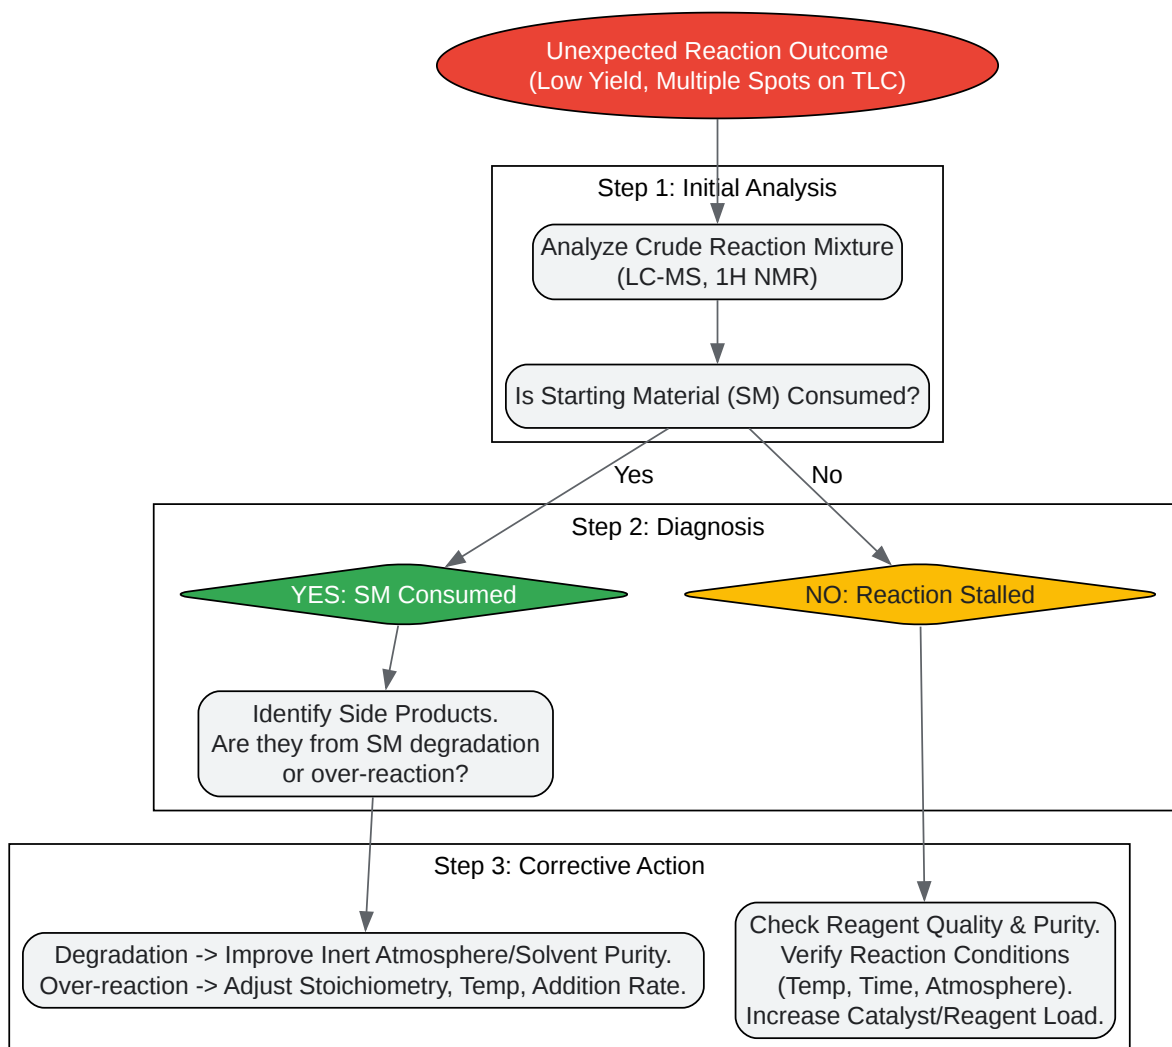 Unexpected Reaction Outcome
(Low Yield, Multiple Spots on TLC)
Step 1: Initial Analysis
Analyze Crude Reaction Mixture
(LC-MS, 1H NMR)
Is Starting Material (SM) Consumed?
Yes
No
Step 2: Diagnosis
YES: SM Consumed
NO: Reaction Stalled
Identify Side Products.
Are they from SM degradation
or over-reaction?
Step 3: Corrective Action
Degradation -> Improve Inert Atmosphere/Solvent Purity.
Over-reaction -> Adjust Stoichiometry, Temp, Addition Rate.
Check Reagent Quality & Purity.
Verify Reaction Conditions
(Temp, Time, Atmosphere).
Increase Catalyst/Reagent Load.